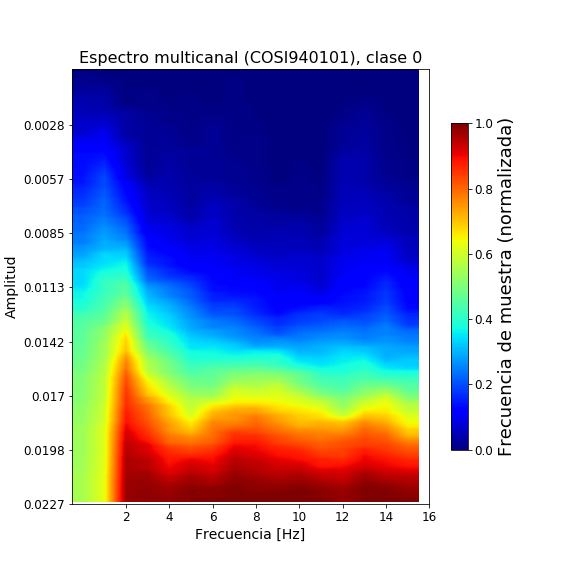 Espectro multicanal (COSI940101), clase 0
Amplitud
0.0028
0.0057
0.0085
0.0113
0.0142
0.017
0.0198
0.0227
2 4 6 8 10 12 14 16
Frecuencia [Hz]
1.0
0.8
0.6
0.4
0.2
0.0
Frecuencia de muestra (normalizada)